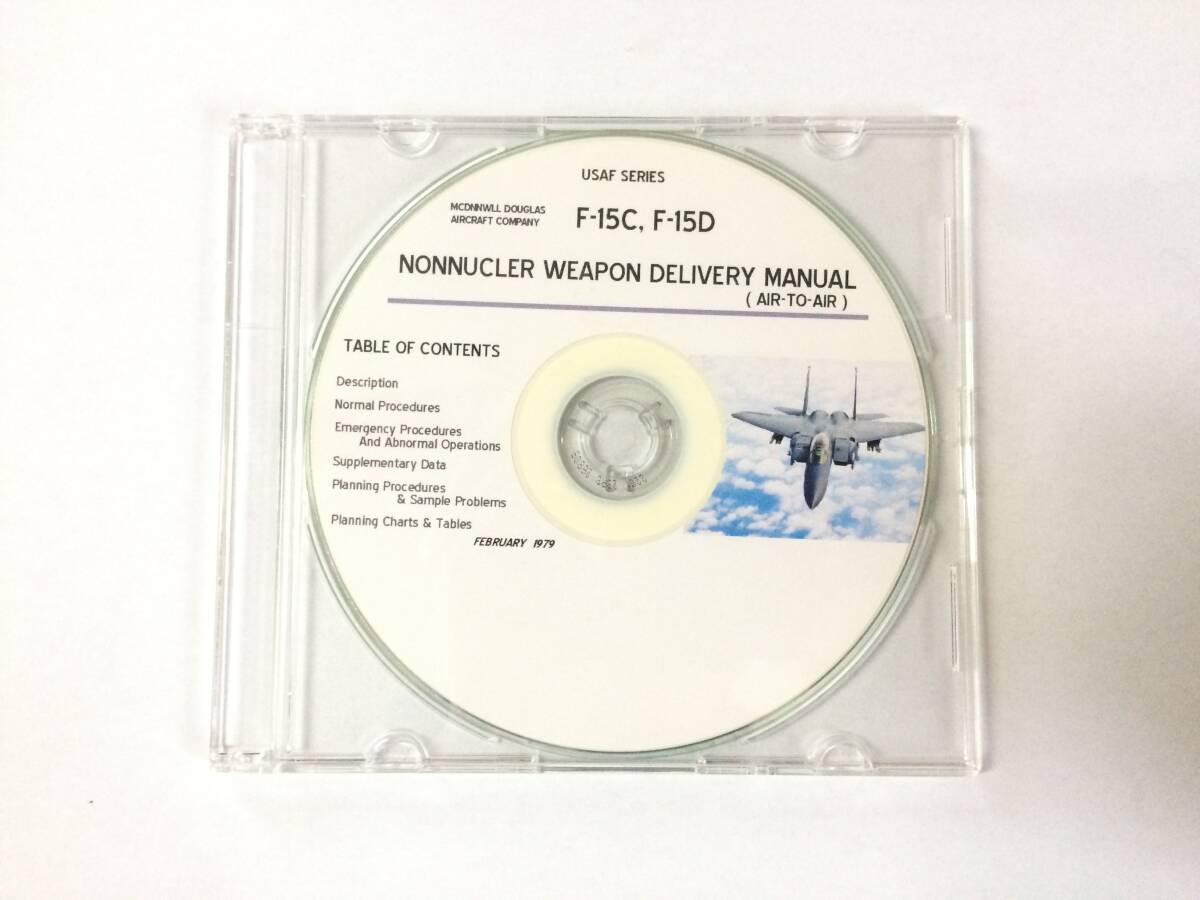 USAF SERIES
MCDNNWLL DOUGLAS
AIRCRAFT COMPANY
F-15C, F-15D
NONNUCLER WEAPON DELIVERY MANUAL
( AIR-TO-AIR )
TABLE OF CONTENTS
Description
Normal Procedures
Emergency Procedures
And Abnormal Operations
Supplementary Data
Planning Procedures
& Sample Problems
Planning Charts & Tables
FEBRUARY 1979